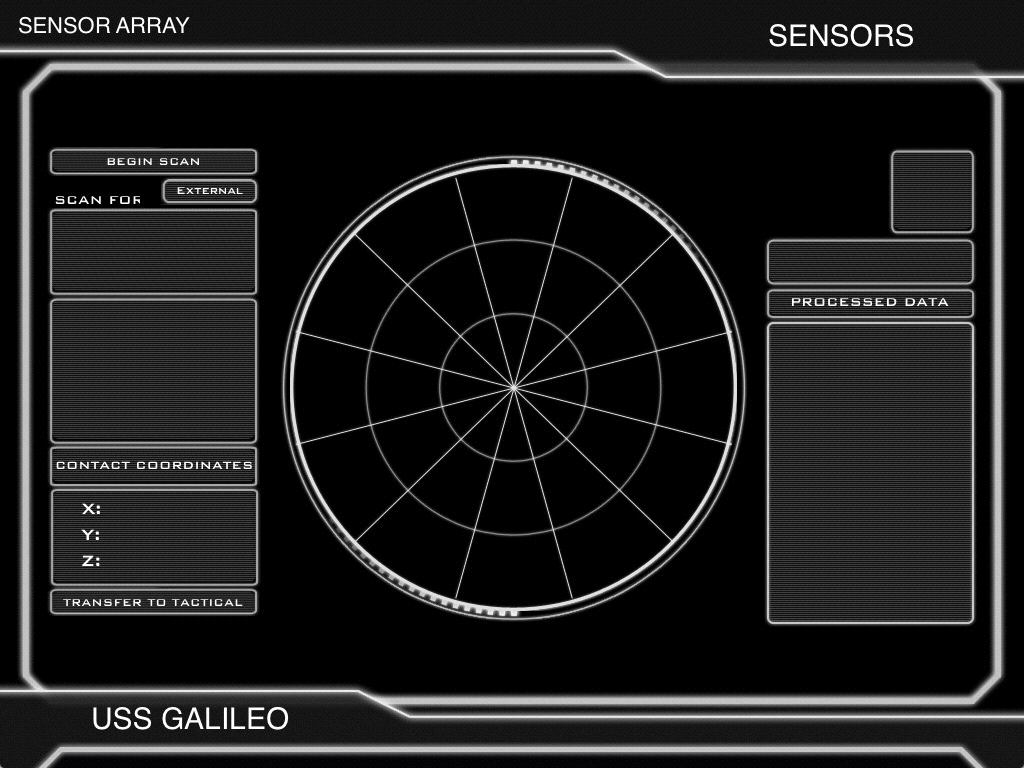 SENSOR ARRAY
SENSORS
BEGIN SCAN
SCAN FOR
EXTERNAL
CONTACT COORDINATES
X:
Y:
Z:
TRANSFER TO TACTICAL
PROCESSED DATA
USS GALILEO